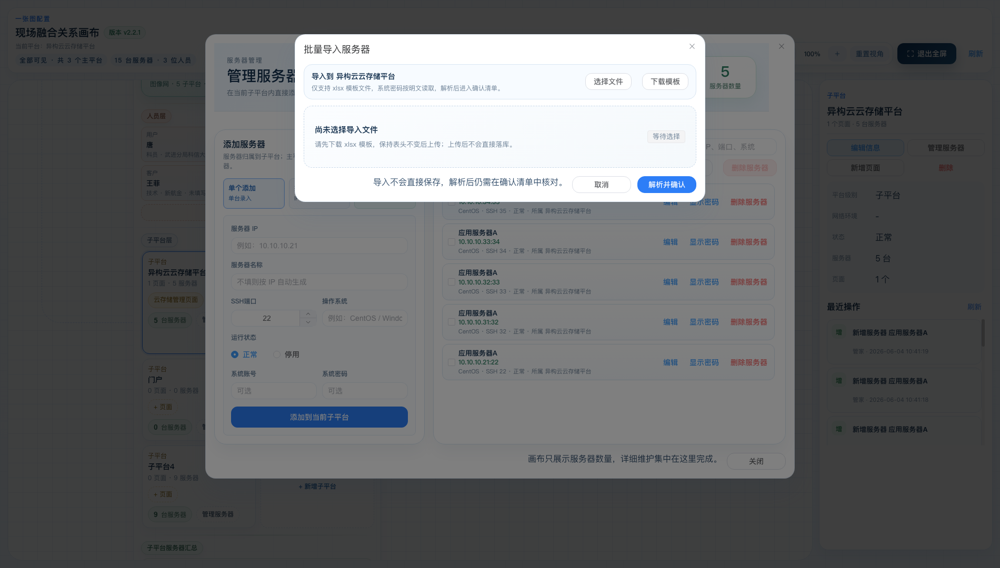 一张图配置
现场融合关系画布 版本 v2.2.1
当前平台：异构云云存储平台
全部可见 · 共 3 个主平台 15 台服务器 · 3 位人员
100% + 重置视角 退出全屏 刷新
图像网 · 5 子平台 ·
人员层
用户
唐
科员 · 武进分局科信大
客户
王菲
技术 · 新航金 · 未填写
子平台层
子平台
异构云云存储平台
1 页面 · 5 服务器
云存储管理页面
5 台服务器
子平台
门户
0 页面 · 0 服务器
+ 页面
0 台服务器
子平台
子平台4
0 页面 · 9 服务器
+ 页面
9 台服务器 管理服务器
+ 新增子平台
子平台服务器汇总
服务器管理
管理服务器
在当前子平台内直接添
5
服务器数量
添加服务器
服务器归属到子平台；主平
器。
单个添加
单台录入
服务器 IP
例如：10.10.10.21
服务器名称
不填则按 IP 自动生成
SSH端口 操作系统
22 例如：CentOS / Windo
运行状态
正常 停用
系统账号 系统密码
可选 可选
添加到当前子平台
P、端口、系统
删除服务器
10.10.10.34:35 编辑 显示密码 删除服务器
CentOS · SSH 35 · 正常 · 所属 异构云云存储平台
应用服务器A
10.10.10.33:34 编辑 显示密码 删除服务器
CentOS · SSH 34 · 正常 · 所属 异构云云存储平台
应用服务器A
10.10.10.32:33 编辑 显示密码 删除服务器
CentOS · SSH 33 · 正常 · 所属 异构云云存储平台
应用服务器A
10.10.10.31:32 编辑 显示密码 删除服务器
CentOS · SSH 32 · 正常 · 所属 异构云云存储平台
应用服务器A
10.10.10.21:22 编辑 显示密码 删除服务器
CentOS · SSH 22 · 正常 · 所属 异构云云存储平台
画布只展示服务器数量，详细维护集中在这里完成。 关闭
批量导入服务器
导入到 异构云云存储平台
仅支持 xlsx 模板文件，系统密码按明文读取，解析后进入确认清单。
选择文件 下载模板
尚未选择导入文件
请先下载 xlsx 模板，保持表头不变后上传；上传后不会直接落库。
等待选择
导入不会直接保存，解析后仍需在确认清单中核对。 取消 解析并确认
子平台
异构云云存储平台
1 个页面 · 5 台服务器
编辑信息 管理服务器
新增页面 删除
平台级别 子平台
网络环境 -
状态 正常
服务器 5 台
页面 1 个
最近操作 刷新
增 新增服务器 应用服务器A
管家 · 2026-06-04 10:41:19
增 新增服务器 应用服务器A
管家 · 2026-06-04 10:41:18
增 新增服务器 应用服务器A